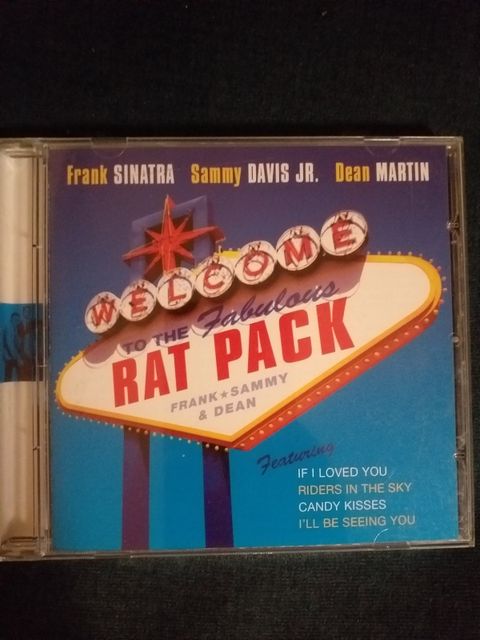 Frank SINATRA Sammy DAVIS JR. Dean MARTIN
WELCOME
TO THE Fabulous
RAT PACK
FRANK★SAMMY
& DEAN
Featuring
IF I LOVED YOU
RIDERS IN THE SKY
CANDY KISSES
I'LL BE SEEING YOU